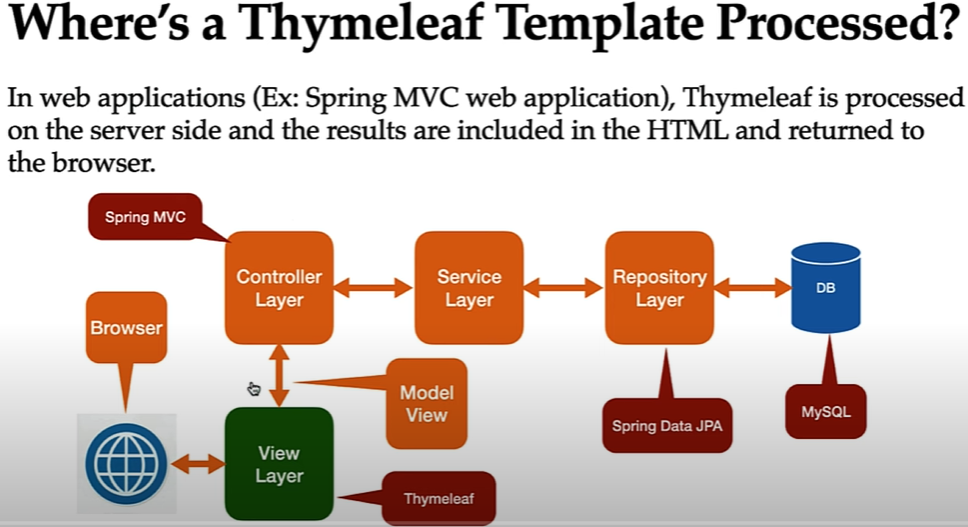 Where's a Thymeleaf Template Processed?
In web applications (Ex: Spring MVC web application), Thymeleaf is processed
on the server side and the results are included in the HTML and returned to
the browser.
Spring MVC
Controller
Layer
Service
Layer
Repository
Layer
DB
Browser
Model
View
Spring Data JPA
MySQL
View
Layer
Thymeleaf